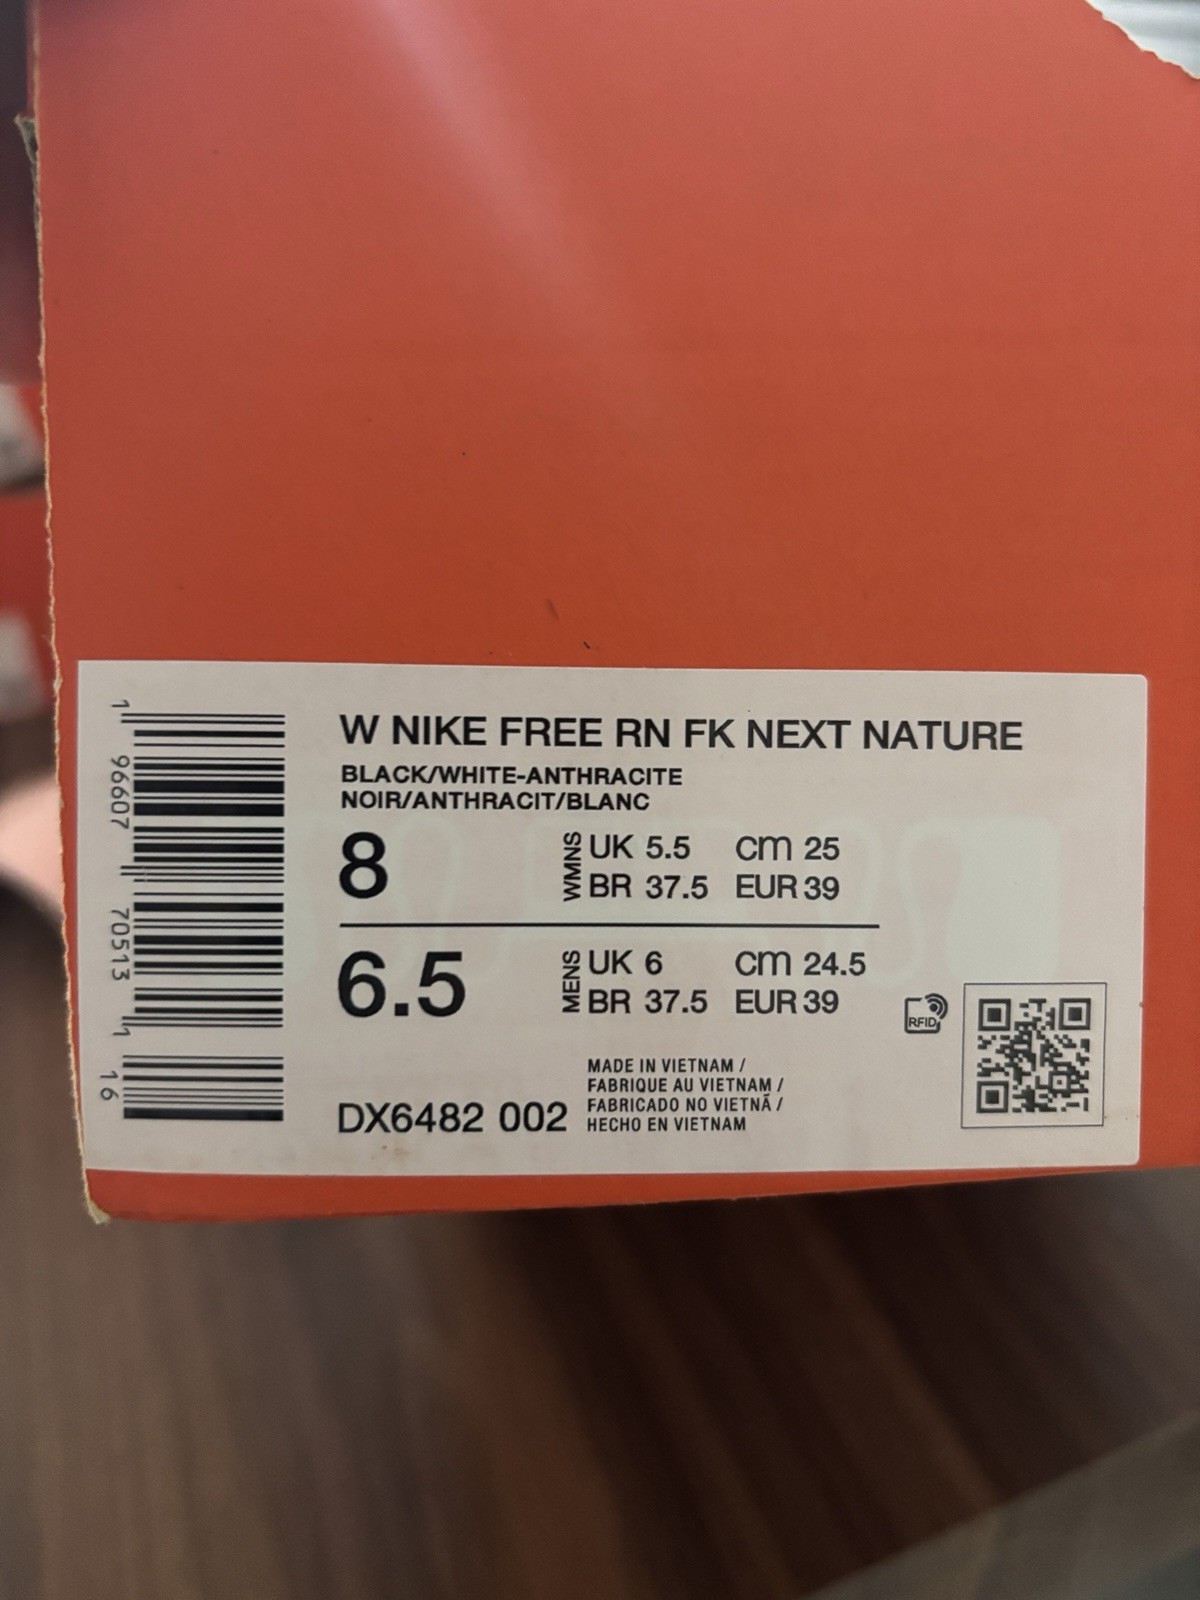 W NIKE FREE RN FK NEXT NATURE
BLACK/WHITE-ANTHRACITE
NOIR/ANTHRACIT/BLANC
8 WMNS UK 5.5 cm 25
BR 37.5 EUR 39
6.5 MENS UK 6 cm 24.5
BR 37.5 EUR 39
RFID
MADE IN VIETNAM /
FABRIQUE AU VIETNAM /
FABRICADO NO VIETNÃ /
HECHO EN VIETNAM
DX6482 002
1 96607 70513 1 16